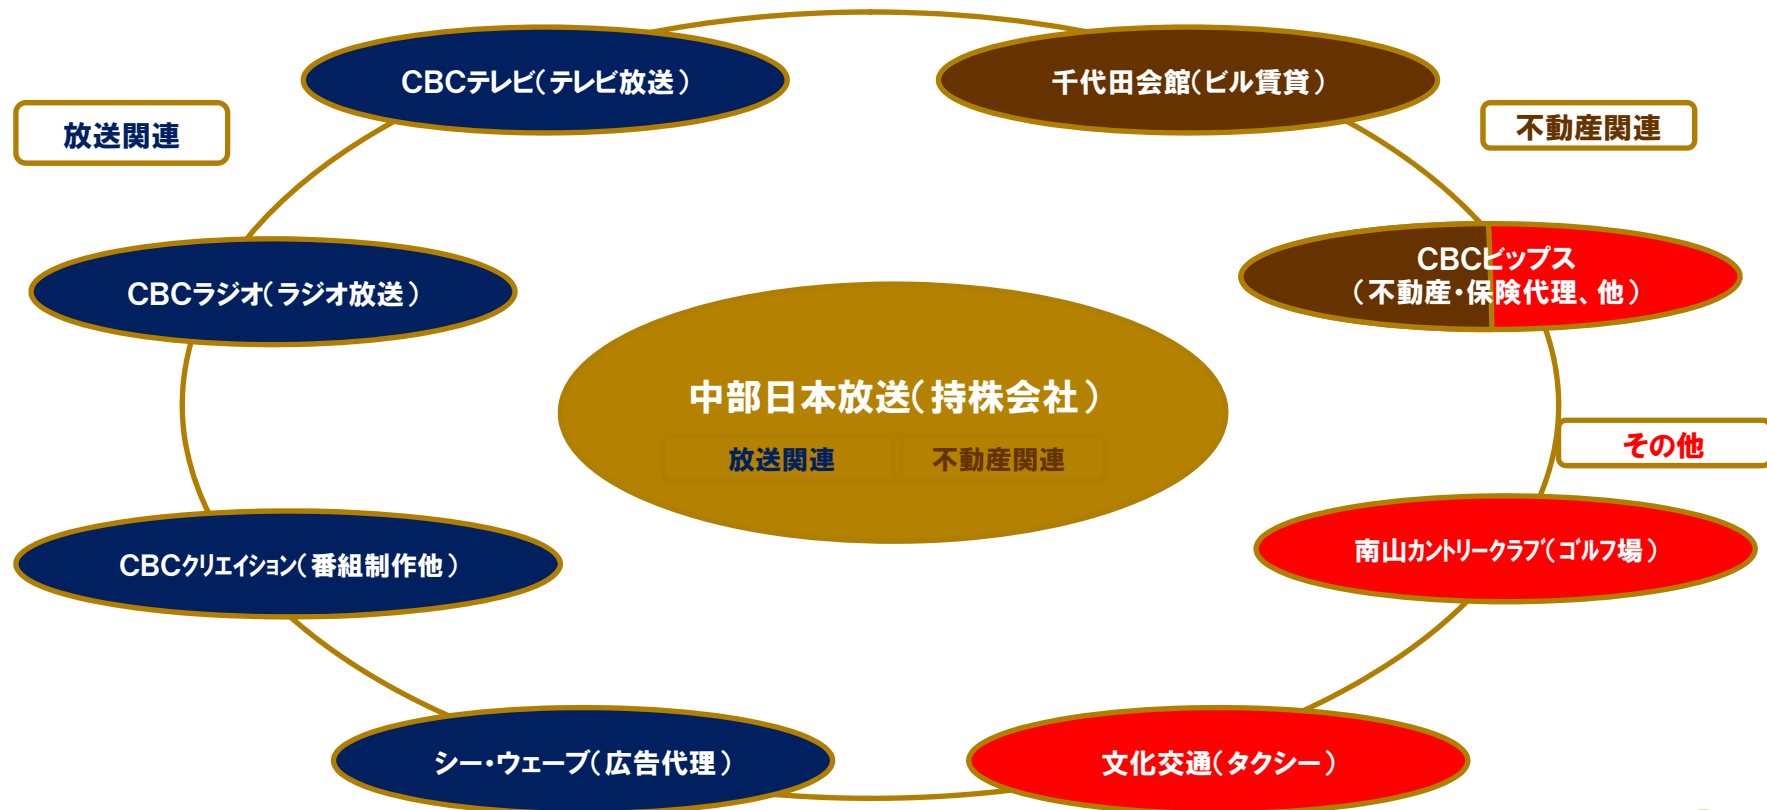 CBCテレビ(テレビ放送)
千代田会館(ビル賃貸)
放送関連
不動産関連
CBCラジオ(ラジオ放送)
CBCビップス
(不動産・保険代理、他)
中部日本放送(持株会社)
放送関連
不動産関連
その他
CBCクリエイション(番組制作他)
南山カントリークラブ(ゴルフ場)
シー・ウェーブ(広告代理)
文化交通(タクシー)